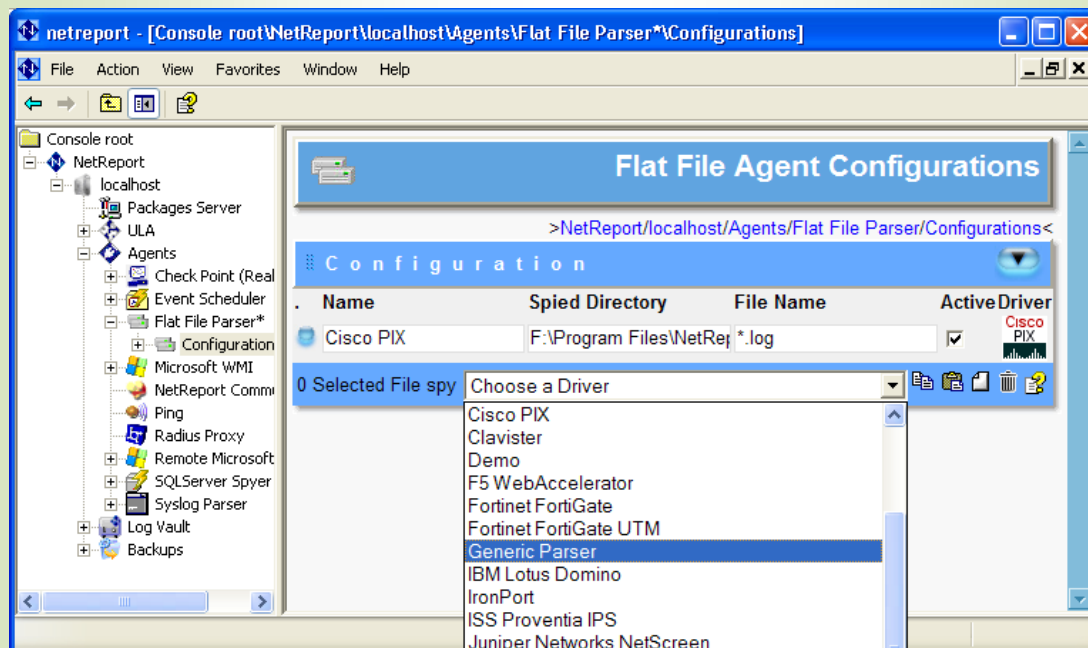 netreport - [Console root\NetReport\localhost\Agents\Flat File Parser*\Configurations]
File Action View Favorites Window Help
Console root
NetReport
localhost
Packages Server
ULA
Agents
Check Point (Real
Event Scheduler
Flat File Parser*
Configuration
Microsoft WMI
NetReport Commu
Ping
Radius Proxy
Remote Microsoft
SQLServer Spyer
Syslog Parser
Log Vault
Backups
Flat File Agent Configurations
>NetReport/localhost/Agents/Flat File Parser/Configurations<
Configuration
. Name Spied Directory File Name Active Driver
Cisco PIX F:\Program Files\NetRep *.log Cisco PIX
0 Selected File spy Choose a Driver
Cisco PIX
Clavister
Demo
F5 WebAccelerator
Fortinet FortiGate
Fortinet FortiGate UTM
Generic Parser
IBM Lotus Domino
IronPort
ISS Proventia IPS
Juniper Networks NetScreen